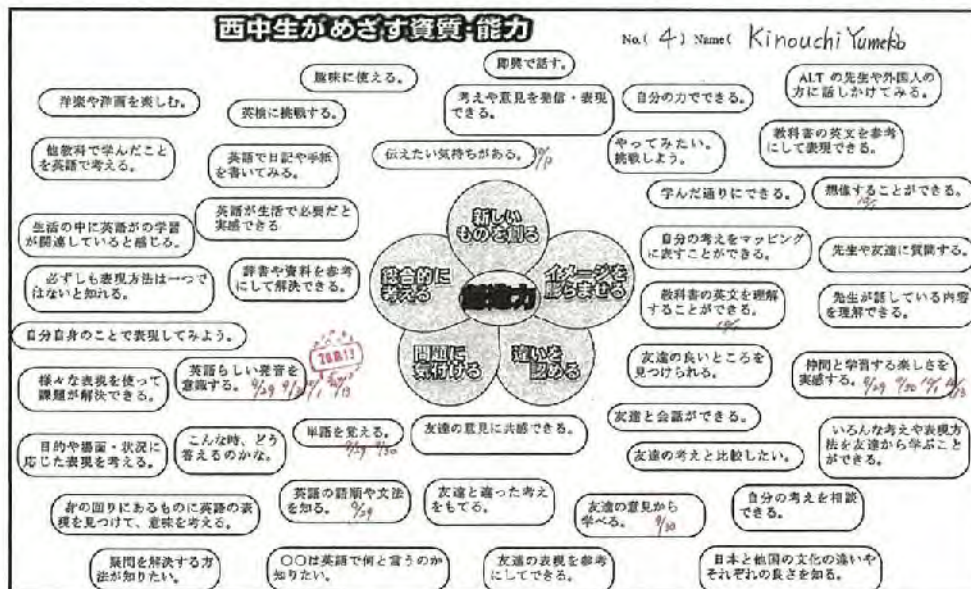 西中生がめざす資質・能力
No.( 4 ) Name( Kinouchi Yumeko
趣味に使える。
即興で話す。
洋楽や洋画を楽しむ。
英検に挑戦する。
考えや意見を発信・表現
できる。
自分の力でできる。
ALT の先生や外国人の
方に話しかけてみる。
他教科で学んだこと
を英語で考える。
英語で日記や手紙
を書いてみる。
伝えたい気持ちがある。
やってみたい。
挑戦しよう。
教科書の英文を参考
にして表現できる。
学んだ通りにできる。
想像することができる。
生活の中に英語がの学習
が関連していると感じる。
英語が生活で必要だと
実感できる
新しい
ものを創る
自分の考えをマッピング
に表すことができる。
先生や友達に質問する。
必ずしも表現方法は一つで
はないと知れる。
辞書や資料を参考
にして解決できる。
総合的に
考える
創造力
イメージを
膨らませる
教科書の英文を理解
することができる。
先生が話している内容
を理解できる。
自分自身のことで表現してみよう。
問題に
気付ける
違いを
認める
様々な表現を使って
課題が解決できる。
英語らしい発音を
意識する。 9/29 9/30
友達の良いところを
見つけられる。
仲間と学習する楽しさを
実感する。 9/29 9/30
目的や場面・状況に
応じた表現を考える。
こんな時、どう
答えるのかな。
単語を覚える。
9/29 9/30
友達の意見に共感できる。
友達と会話ができる。
友達の考えと比較したい。
いろんな考えや表現方
法を友達から学ぶこと
ができる。
身の回りにあるものに英語の表
現を見つけて、意味を考える。
英語の語順や文法
を知る。 9/29
友達と違った考え
をもてる。
友達の意見から
学べる。 9/30
自分の考えを相談
できる。
疑問を解決する方
法が知りたい。
〇〇は英語で何と言うのか
知りたい。
友達の表現を参考
にしてできる。
日本と他国の文化の違いや
それぞれの良さを知る。